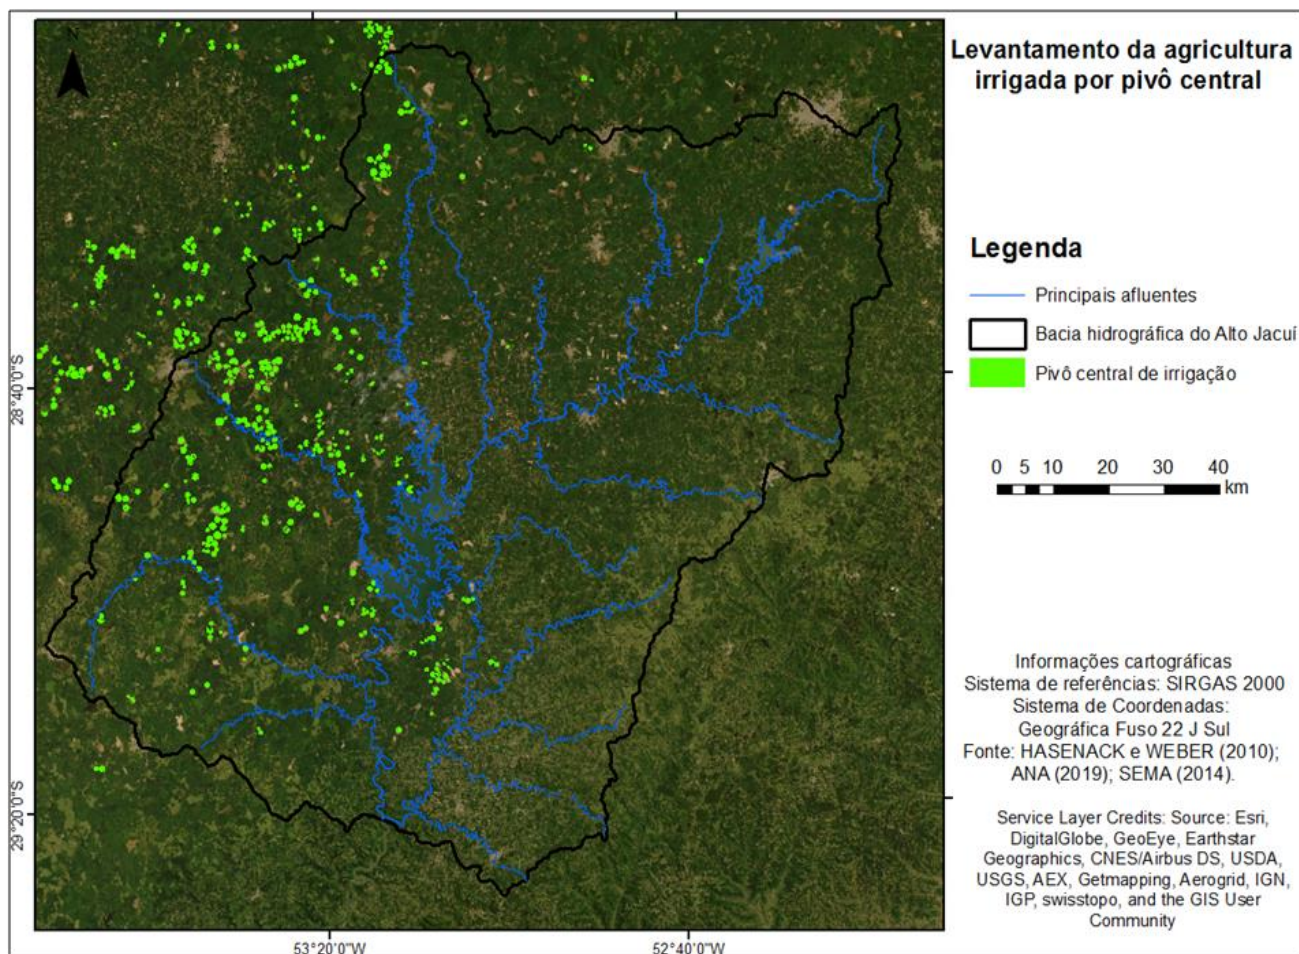 N
Levantamento da agricultura
irrigada por pivô central
Legenda
Principais afluentes
Bacia hidrográfica do Alto Jacuí
Pivô central de irrigação
0 5 10 20 30 40
km
28°40'0"S
29°20'0"S
53°20'0"W
52°40'0"W
Informações cartográficas
Sistema de referências: SIRGAS 2000
Sistema de Coordenadas:
Geográfica Fuso 22 J Sul
Fonte: HASENACK e WEBER (2010);
ANA (2019); SEMA (2014).
Service Layer Credits: Source: Esri,
DigitalGlobe, GeoEye, Earthstar
Geographics, CNES/Airbus DS, USDA,
USGS, AEX, Getmapping, Aerogrid, IGN,
IGP, swisstopo, and the GIS User
Community